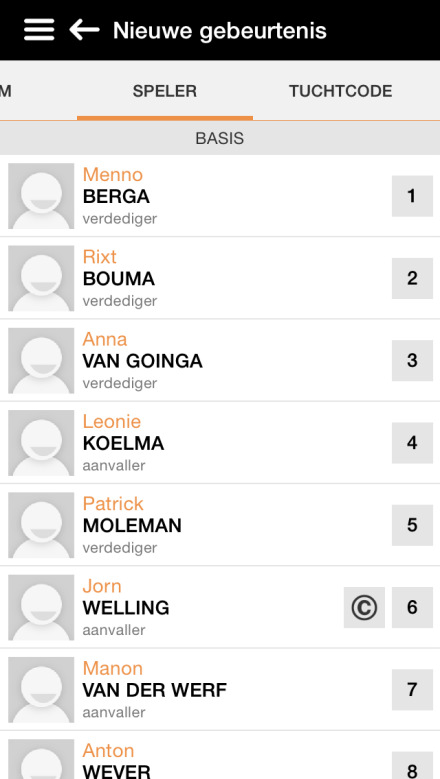 Nieuwe gebeurtenis
M SPELER TUCHTCODE
BASIS
Menno
BERGA
verdediger
1
Rixt
BOUMA
verdediger
2
Anna
VAN GOINGA
verdediger
3
Leonie
KOELMA
aanvaller
4
Patrick
MOLEMAN
verdediger
5
Jorn
WELLING
aanvaller
© 6
Manon
VAN DER WERF
aanvaller
7
Anton
WEVER
8